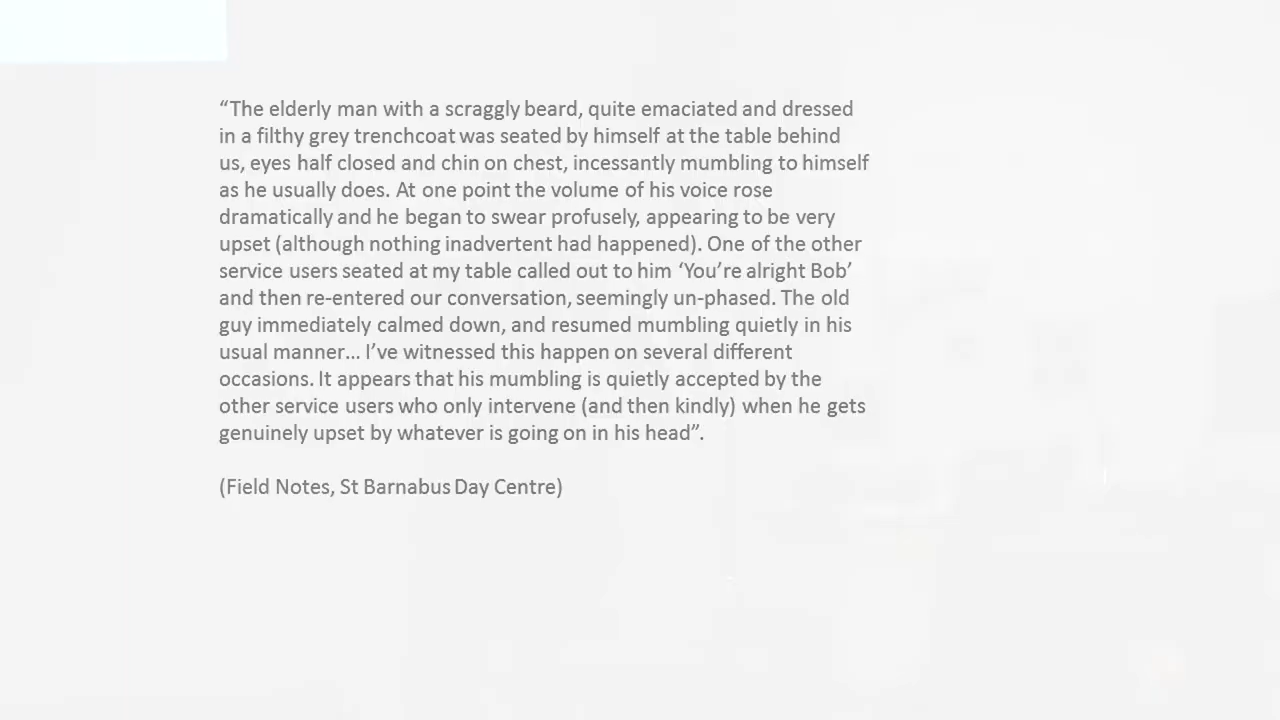 “The elderly man with a scraggly beard, quite emaciated and dressed
in a filthy grey trenchcoat was seated by himself at the table behind
us, eyes half closed and chin on chest, incessantly mumbling to himself
as he usually does. At one point the volume of his voice rose
dramatically and he began to swear profusely, appearing to be very
upset (although nothing inadvertent had happened). One of the other
service users seated at my table called out to him ‘You’re alright Bob’
and then re-entered our conversation, seemingly un-phased. The old
guy immediately calmed down, and resumed mumbling quietly in his
usual manner… I’ve witnessed this happen on several different
occasions. It appears that his mumbling is quietly accepted by the
other service users who only intervene (and then kindly) when he gets
genuinely upset by whatever is going on in his head”.
(Field Notes, St Barnabus Day Centre)